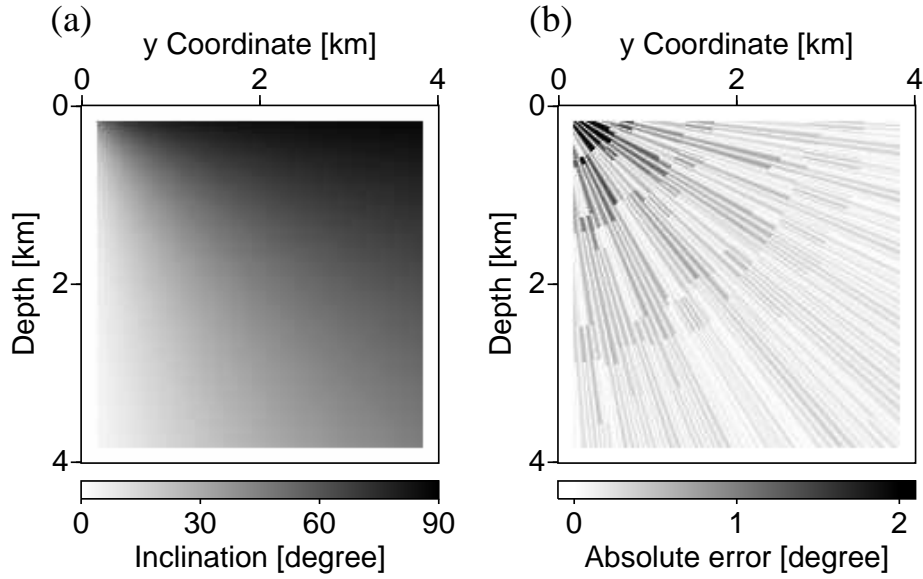 (a)
y Coordinate [km]
0 2 4
0
Depth [km]
2
4
0 30 60 90
Inclination [degree]
(b)
y Coordinate [km]
0 2 4
0
Depth [km]
2
4
0 1 2
Absolute error [degree]